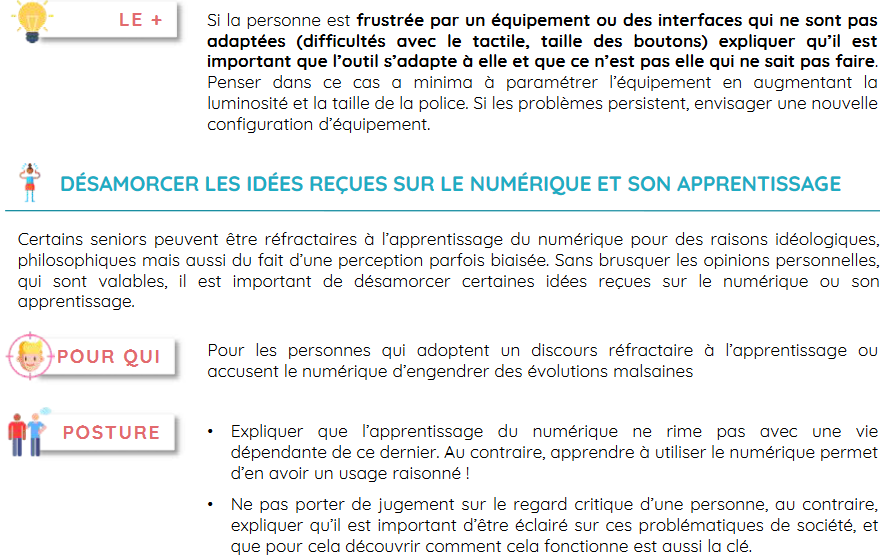 LE +
Si la personne est frustrée par un équipement ou des interfaces qui ne sont pas
adaptées (difficultés avec le tactile, taille des boutons) expliquer qu’il est
important que l’outil s’adapte à elle et que ce n’est pas elle qui ne sait pas faire.
Penser dans ce cas a minima à paramétrer l’équipement en augmentant la
luminosité et la taille de la police. Si les problèmes persistent, envisager une nouvelle
configuration d’équipement.
DÉSAMORCER LES IDÉES REÇUES SUR LE NUMÉRIQUE ET SON APPRENTISSAGE
Certains seniors peuvent être réfractaires à l’apprentissage du numérique pour des raisons idéologiques,
philosophiques mais aussi du fait d’une perception parfois biaisée. Sans brusquer les opinions personnelles,
qui sont valables, il est important de désamorcer certaines idées reçues sur le numérique ou son
apprentissage.
POUR QUI
Pour les personnes qui adoptent un discours réfractaire à l’apprentissage ou
accusent le numérique d’engendrer des évolutions malsaines
POSTURE
• Expliquer que l’apprentissage du numérique ne rime pas avec une vie
dépendante de ce dernier. Au contraire, apprendre à utiliser le numérique permet
d’en avoir un usage raisonné !
• Ne pas porter de jugement sur le regard critique d’une personne, au contraire,
expliquer qu’il est important d’être éclairé sur ces problématiques de société, et
que pour cela découvrir comment cela fonctionne est aussi la clé.